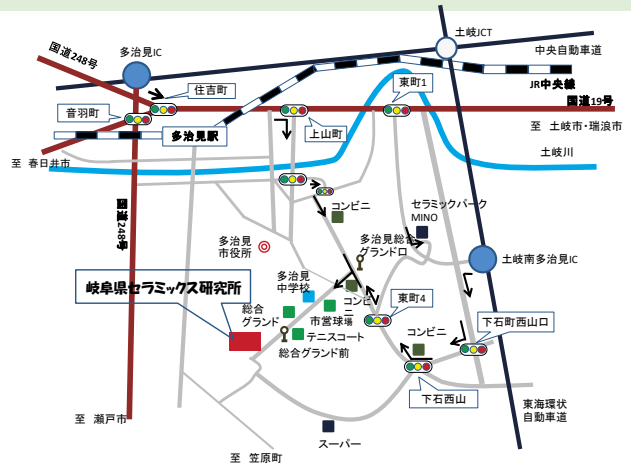 国道248号
多治見IC
土岐JCT
中央自動車道
住吉町
JR中央線
東町1
国道19号
音羽町
上山町
多治見駅
至 土岐市・瑞浪市
至 春日井市
土岐川
国道248号
コンビニ
セラミックパーク
MINO
多治見
市役所
多治見総合
グランド口
土岐南多治見IC
岐阜県セラミックス研究所
多治見
中学校
コンビ
ニ
総合
グランド
市営球場
東町4
下石町西山口
テニスコート
コンビニ
総合グランド前
下石西山
至 瀬戸市
東海環状
自動車道
スーパー
至 笠原町